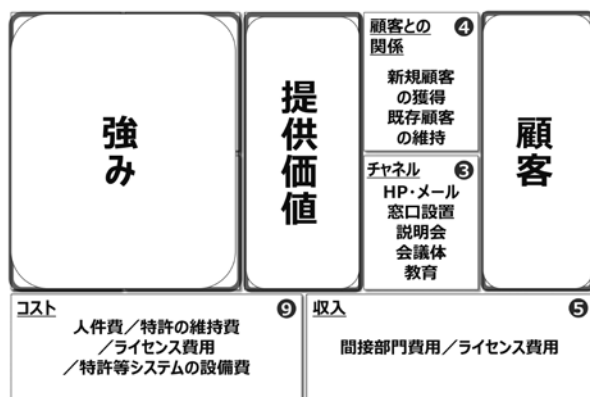 強み
提供価値
顧客との ❹
関係
新規顧客
の獲得
既存顧客
の維持
チャネル ❸
HP・メール
窓口設置
説明会
会議体
教育
顧客
コスト ❾
人件費／特許の維持費
／ライセンス費用
／特許等システムの設備費
収入 ❺
間接部門費用／ライセンス費用